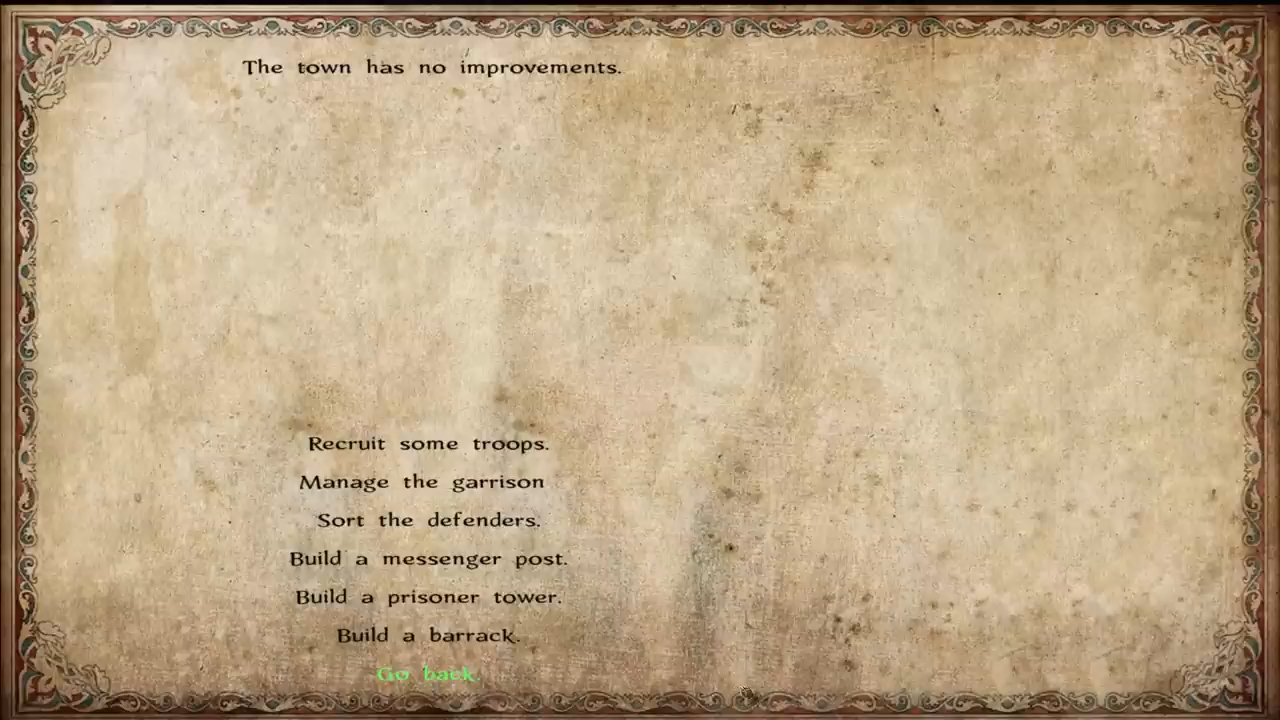 The town has no improvements.
Recruit some troops.
Manage the garrison
Sort the defenders.
Build a messenger post.
Build a prisoner tower.
Build a barrack.
Go back.